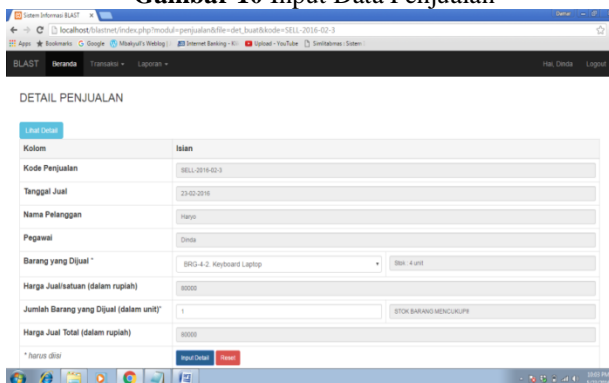 Gambar 10 Input Data Penjualan
Sistem Informasi BLAST
localhost/blastnet/index.php?modul=penjualan&file=det_buat&kode=SELL-2016-02-3
Apps Bookmarks Google Mbakyull's Weblog Internet Banking - Upload - YouTube Simlitabmas : Sistem
BLAST Beranda Transaksi Laporan Hai, Dinda Logout
DETAIL PENJUALAN
Lihat Detail
Kolom Isian
Kode Penjualan SELL-2016-02-3
Tanggal Jual 23-02-2016
Nama Pelanggan Haryo
Pegawai Dinda
Barang yang Dijual * BRG-4-2. Keyboard Laptop Stok : 4 unit
Harga Jual/satuan (dalam rupiah) 80000
Jumlah Barang yang Dijual (dalam unit)* 1 STOK BARANG MENCUKUPI!
Harga Jual Total (dalam rupiah) 80000
* harus diisi Input Detail Reset